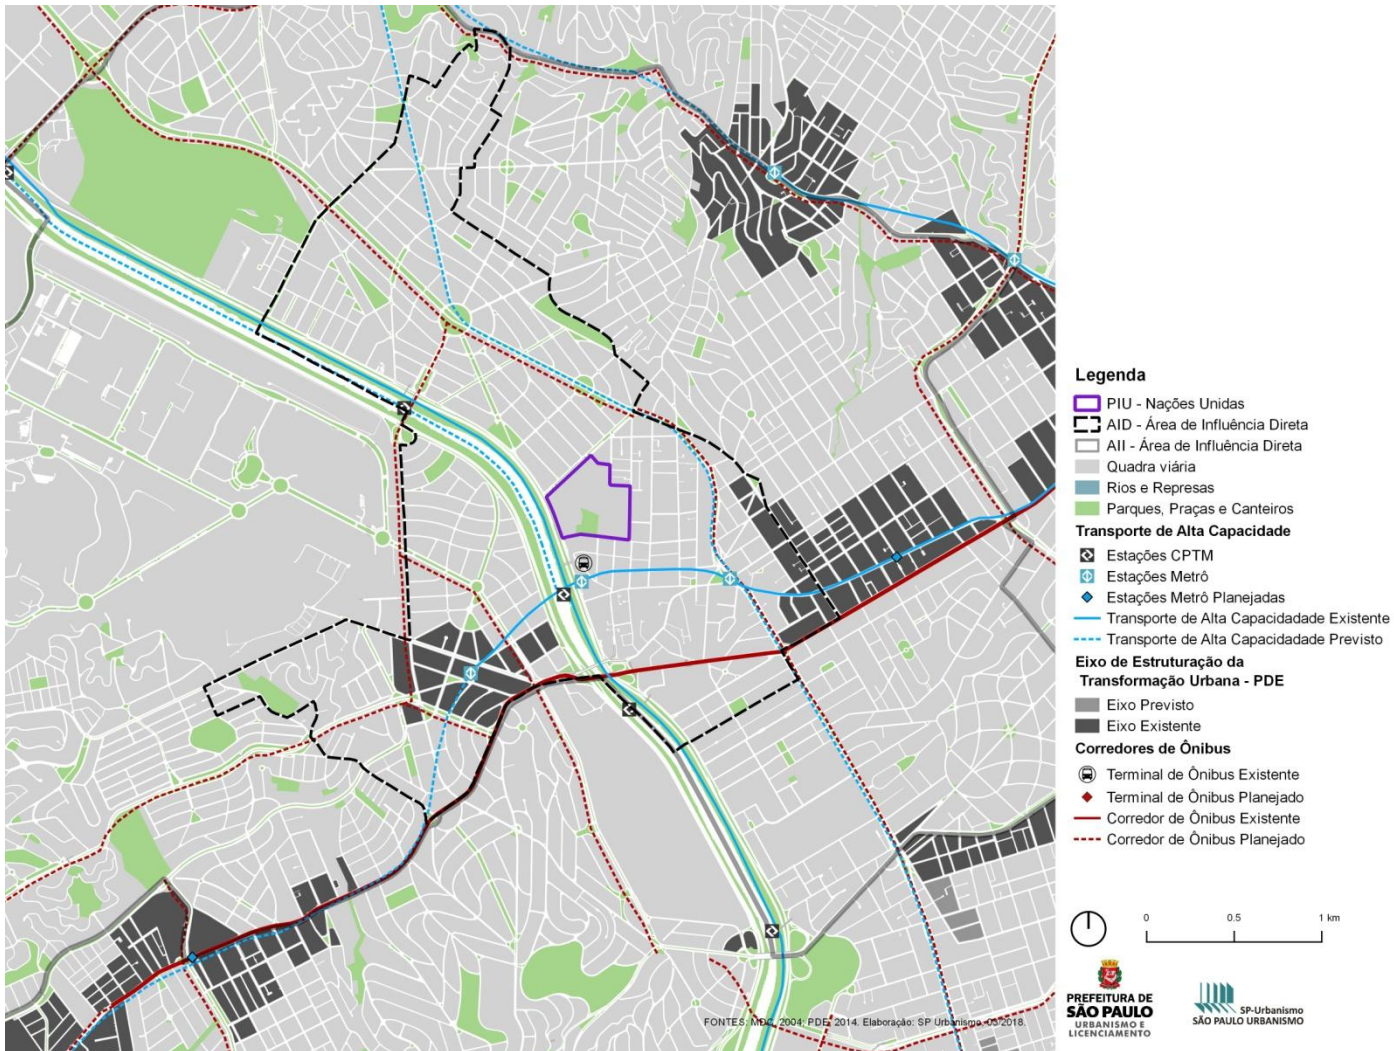 Legenda
PIU - Nações Unidas
AID - Área de Influência Direta
AII - Área de Influência Direta
Quadra viária
Rios e Represas
Parques, Praças e Canteiros
Transporte de Alta Capacidade
Estações CPTM
Estações Metrô
Estações Metrô Planejadas
Transporte de Alta Capacidadade Existente
Transporte de Alta Capacidadade Previsto
Eixo de Estruturação da
Transformação Urbana - PDE
Eixo Previsto
Eixo Existente
Corredores de Ônibus
Terminal de Ônibus Existente
Terminal de Ônibus Planejado
Corredor de Ônibus Existente
Corredor de Ônibus Planejado
0 0.5 1 km
PREFEITURA DE
SÃO PAULO
URBANISMO E
LICENCIAMENTO
SP-Urbanismo
SÃO PAULO URBANISMO
FONTES: MDC, 2004; PDE, 2014. Elaboração: SP Urbanismo, 03/2018.